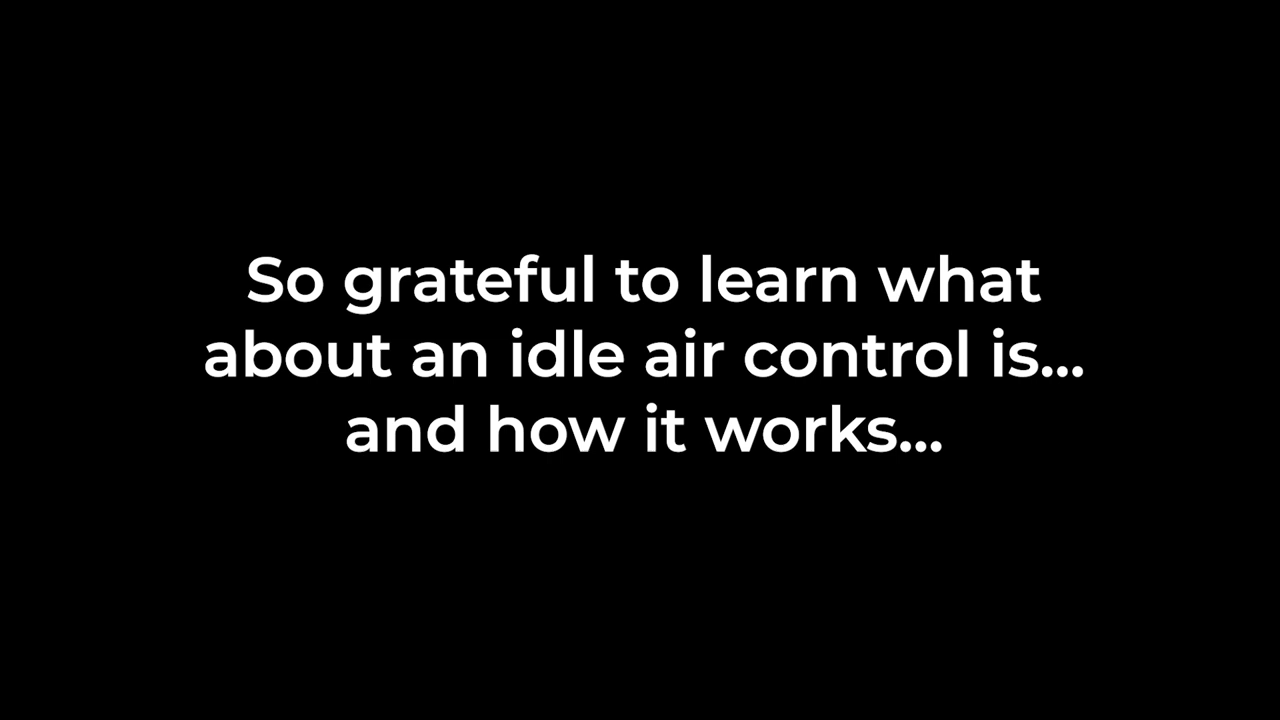 So grateful to learn what
about an idle air control is...
and how it works...